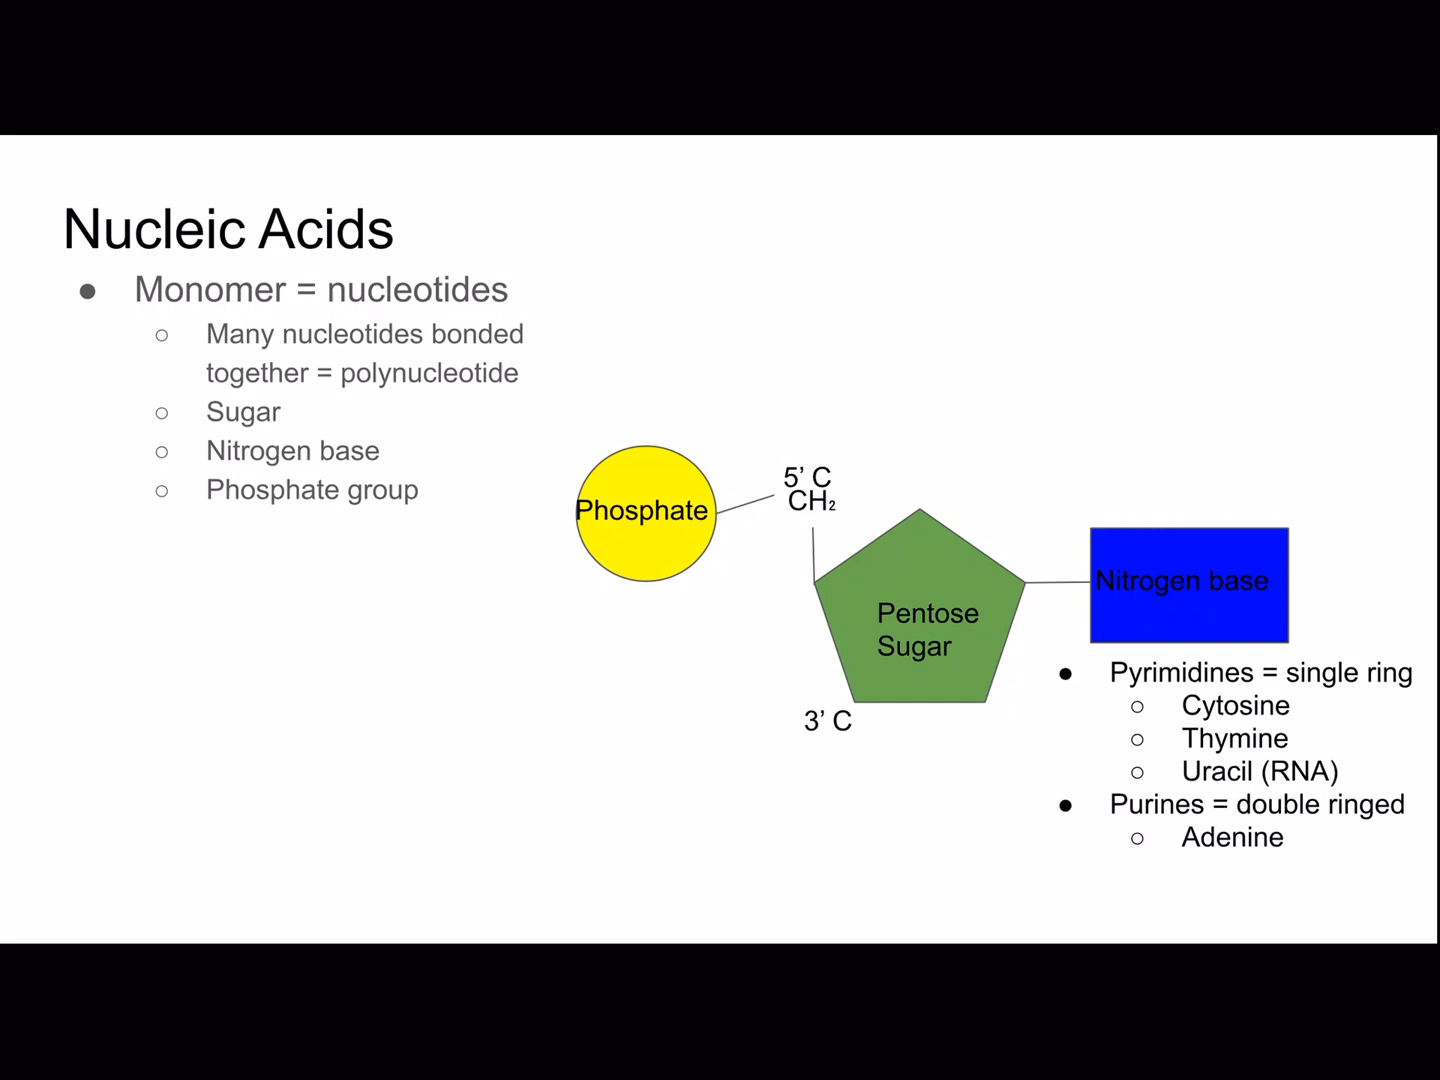 Nucleic Acids
● Monomer = nucleotides
○ Many nucleotides bonded
together = polynucleotide
○ Sugar
○ Nitrogen base
○ Phosphate group
Phosphate
5’ C
CH₂
Pentose
Sugar
3’ C
Nitrogen base
● Pyrimidines = single ring
○ Cytosine
○ Thymine
○ Uracil (RNA)
● Purines = double ringed
○ Adenine